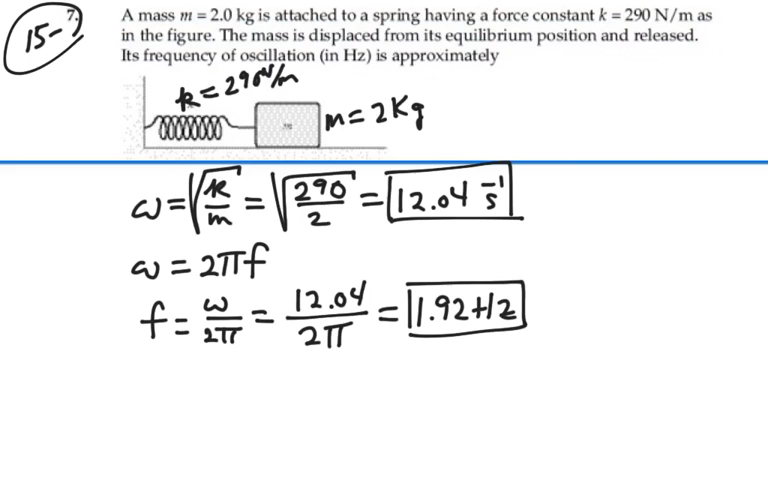 15-7
7.
A mass m = 2.0 kg is attached to a spring having a force constant k = 290 N/m as
in the figure. The mass is displaced from its equilibrium position and released.
Its frequency of oscillation (in Hz) is approximately
k = 290 N/m
m
m = 2 Kg
ω = √(k/m) = √(290/2) = 12.04 s⁻¹
ω = 2πf
f = ω/2π = 12.04/2π = 1.92 Hz